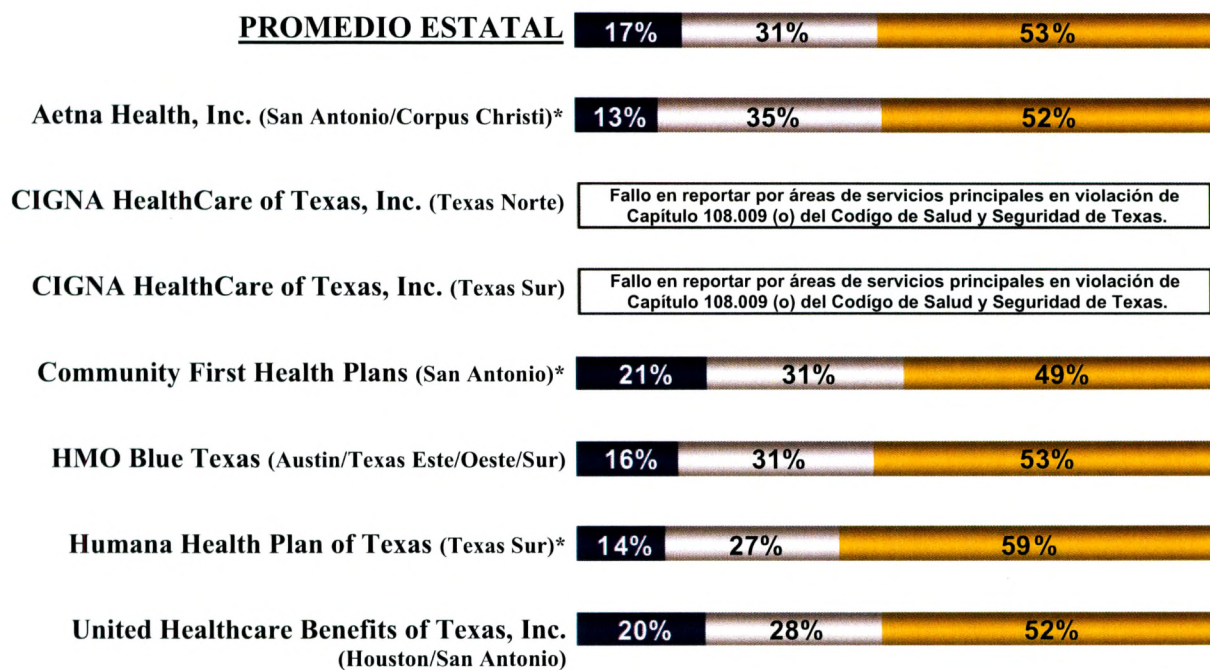 PROMEDIO ESTATAL 17% 31% 53%
Aetna Health, Inc. (San Antonio/Corpus Christi)* 13% 35% 52%
CIGNA HealthCare of Texas, Inc. (Texas Norte) Fallo en reportar por áreas de servicios principales en violación de
Capítulo 108.009 (o) del Codígo de Salud y Seguridad de Texas.
CIGNA HealthCare of Texas, Inc. (Texas Sur) Fallo en reportar por áreas de servicios principales en violación de
Capítulo 108.009 (o) del Codígo de Salud y Seguridad de Texas.
Community First Health Plans (San Antonio)* 21% 31% 49%
HMO Blue Texas (Austin/Texas Este/Oeste/Sur) 16% 31% 53%
Humana Health Plan of Texas (Texas Sur)* 14% 27% 59%
United Healthcare Benefits of Texas, Inc. 20% 28% 52%
(Houston/San Antonio)